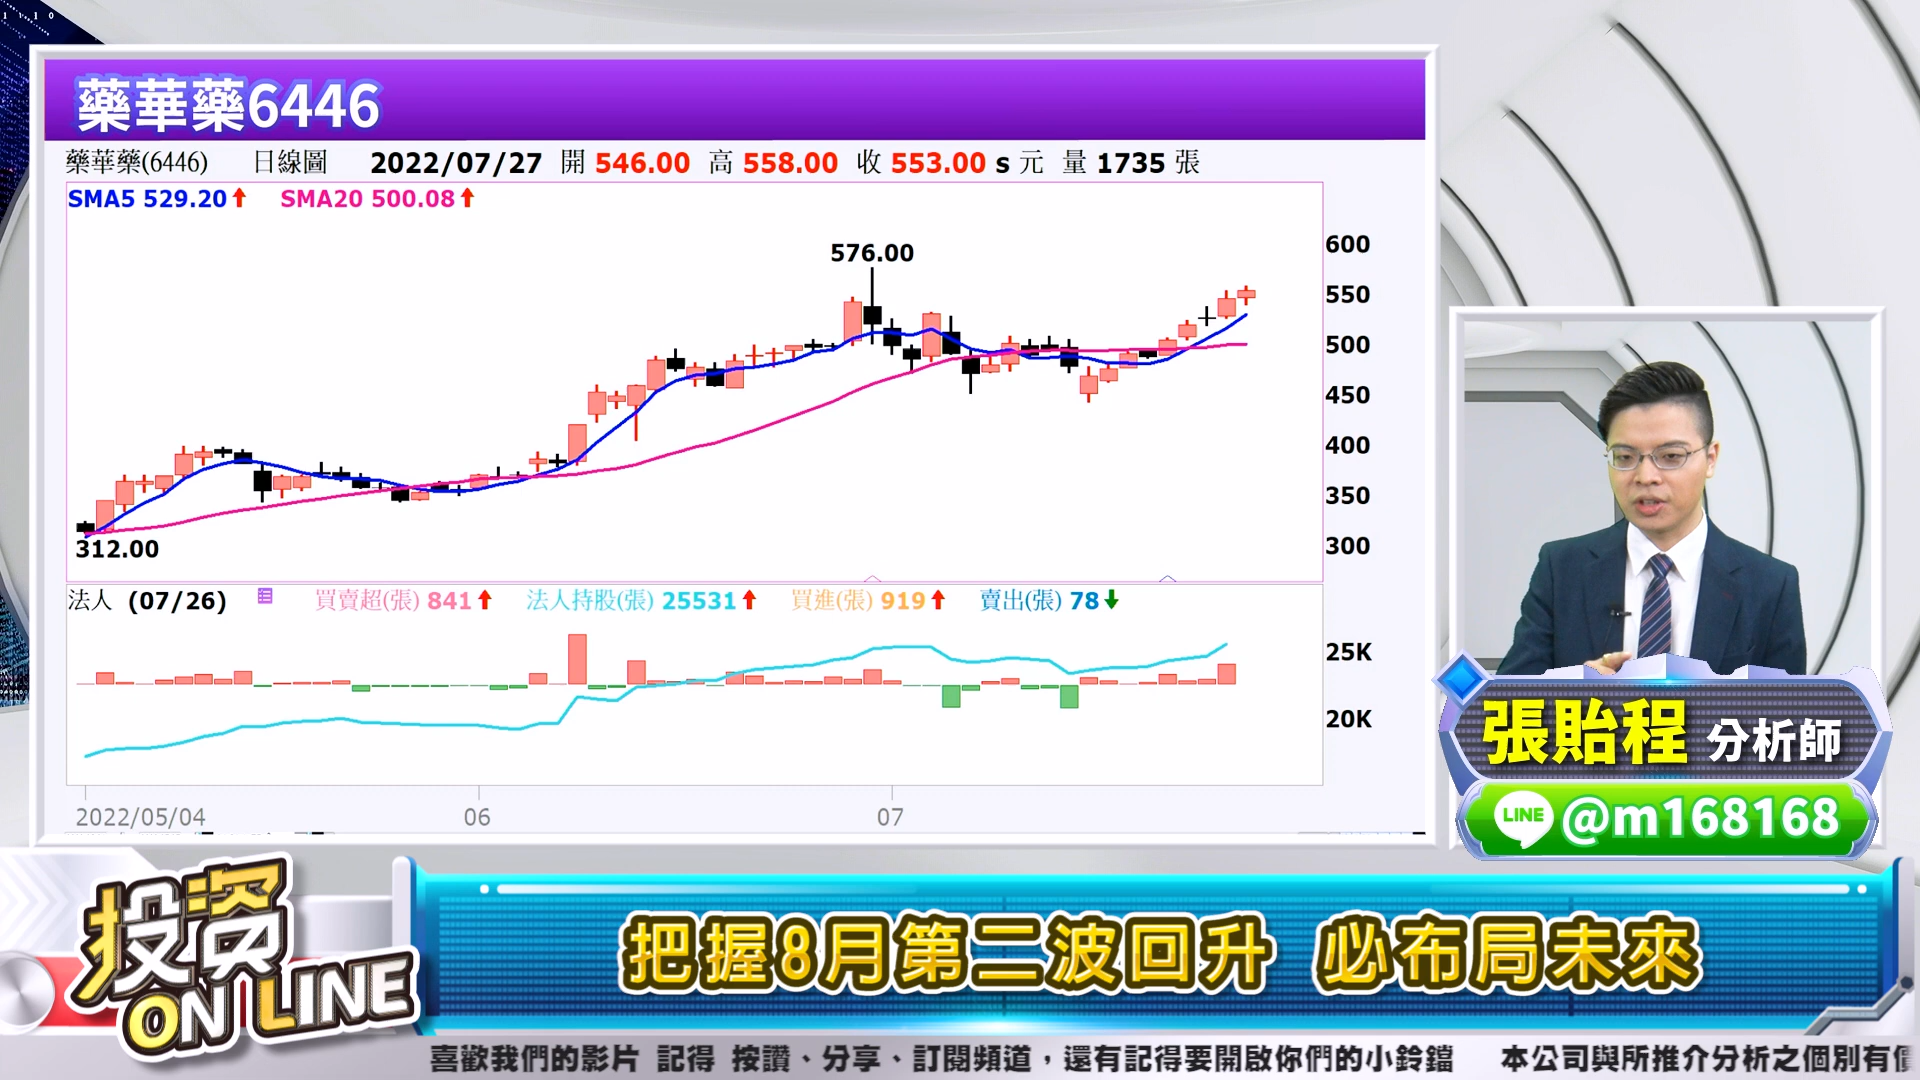 藥華藥6446
藥華藥(6446) 日線圖 2022/07/27 開 546.00 高 558.00 收 553.00 s 元 量 1735 張
SMA5 529.20 SMA20 500.08
576.00
312.00
600
550
500
450
400
350
300
法人 (07/26) 買賣超(張) 841 法人持股(張) 25531 買進(張) 919 賣出(張) 78
25K
20K
2022/05/04 06 07
張貽程 分析師
LINE @m168168
投資
ON LINE
把握8月第二波回升 必布局未來
喜歡我們的影片 記得 按讚、分享、訂閱頻道，還有記得要開啟你們的小鈴鐺 本公司與所推介分析之個別有價